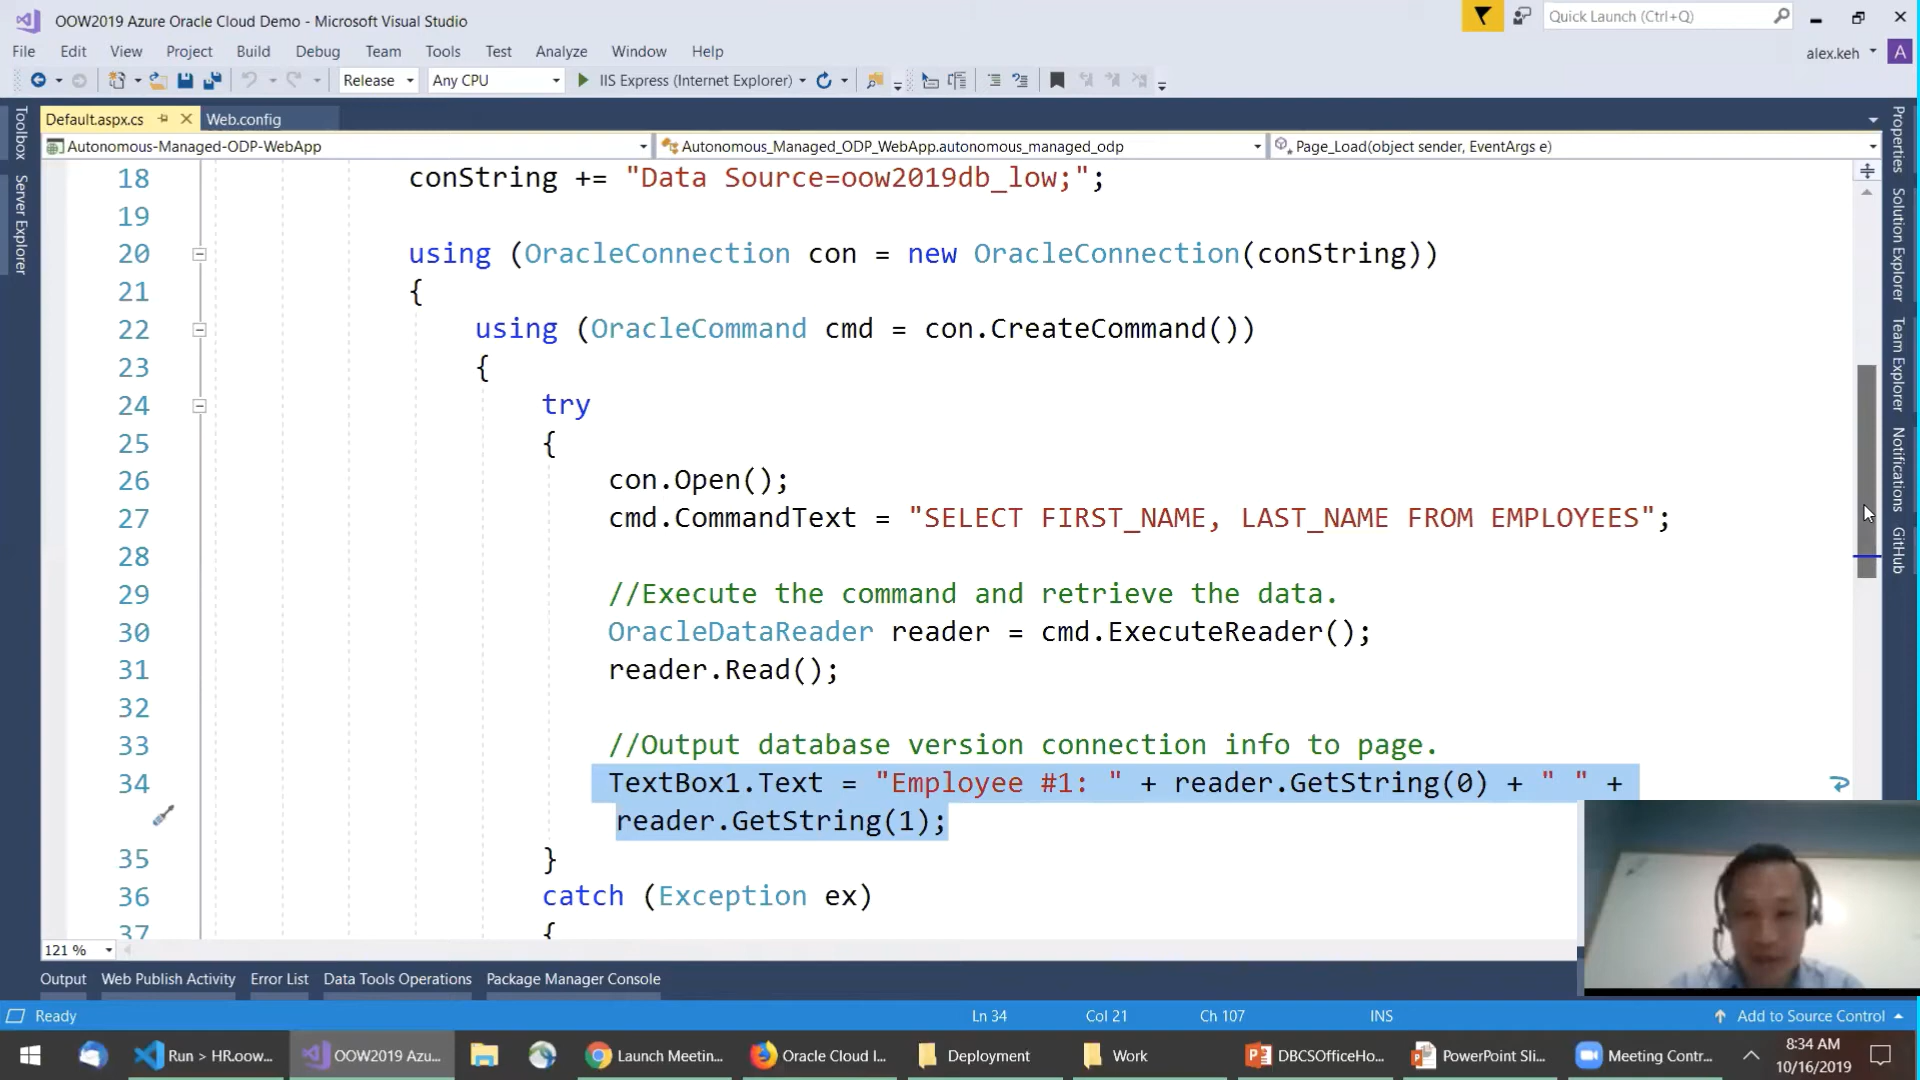 OOW2019 Azure Oracle Cloud Demo - Microsoft Visual Studio
Quick Launch (Ctrl+Q)
File Edit View Project Build Debug Team Tools Test Analyze Window Help
alex.keh A
Release Any CPU IIS Express (Internet Explorer)
Default.aspx.cs Web.config
Autonomous-Managed-ODP-WebApp Autonomous_Managed_ODP_WebApp.autonomous_managed_odp Page_Load(object sender, EventArgs e)
Toolbox
Server Explorer
Properties
Solution Explorer
Team Explorer
Notifications
GitHub
18 conString += "Data Source=oow2019db_low;";
19
20 using (OracleConnection con = new OracleConnection(conString))
21 {
22 using (OracleCommand cmd = con.CreateCommand())
23 {
24 try
25 {
26 con.Open();
27 cmd.CommandText = "SELECT FIRST_NAME, LAST_NAME FROM EMPLOYEES";
28
29 //Execute the command and retrieve the data.
30 OracleDataReader reader = cmd.ExecuteReader();
31 reader.Read();
32
33 //Output database version connection info to page.
34 TextBox1.Text = "Employee #1: " + reader.GetString(0) + " " +
reader.GetString(1);
35 }
36 catch (Exception ex)
37 {
121 %
Output Web Publish Activity Error List Data Tools Operations Package Manager Console
Ready Ln 34 Col 21 Ch 107 INS Add to Source Control
Run > HR.oow... OOW2019 Azu... Launch Meetin... Oracle Cloud I... Deployment Work DBCSOfficeHo... PowerPoint Sli... Meeting Contr...
8:34 AM
10/16/2019